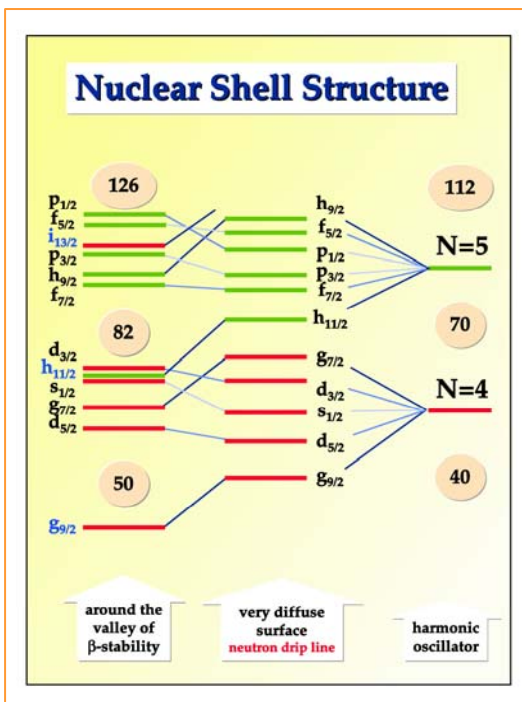 Nuclear Shell Structure
126
p1/2
f5/2
i13/2
p3/2
h9/2
f7/2
82
d3/2
h11/2
s1/2
g7/2
d5/2
50
g9/2
h9/2
f5/2
p1/2
p3/2
f7/2
h11/2
g7/2
d3/2
s1/2
d5/2
g9/2
112
N=5
70
N=4
40
around the
valley of
β-stability
very diffuse
surface
neutron drip line
harmonic
oscillator